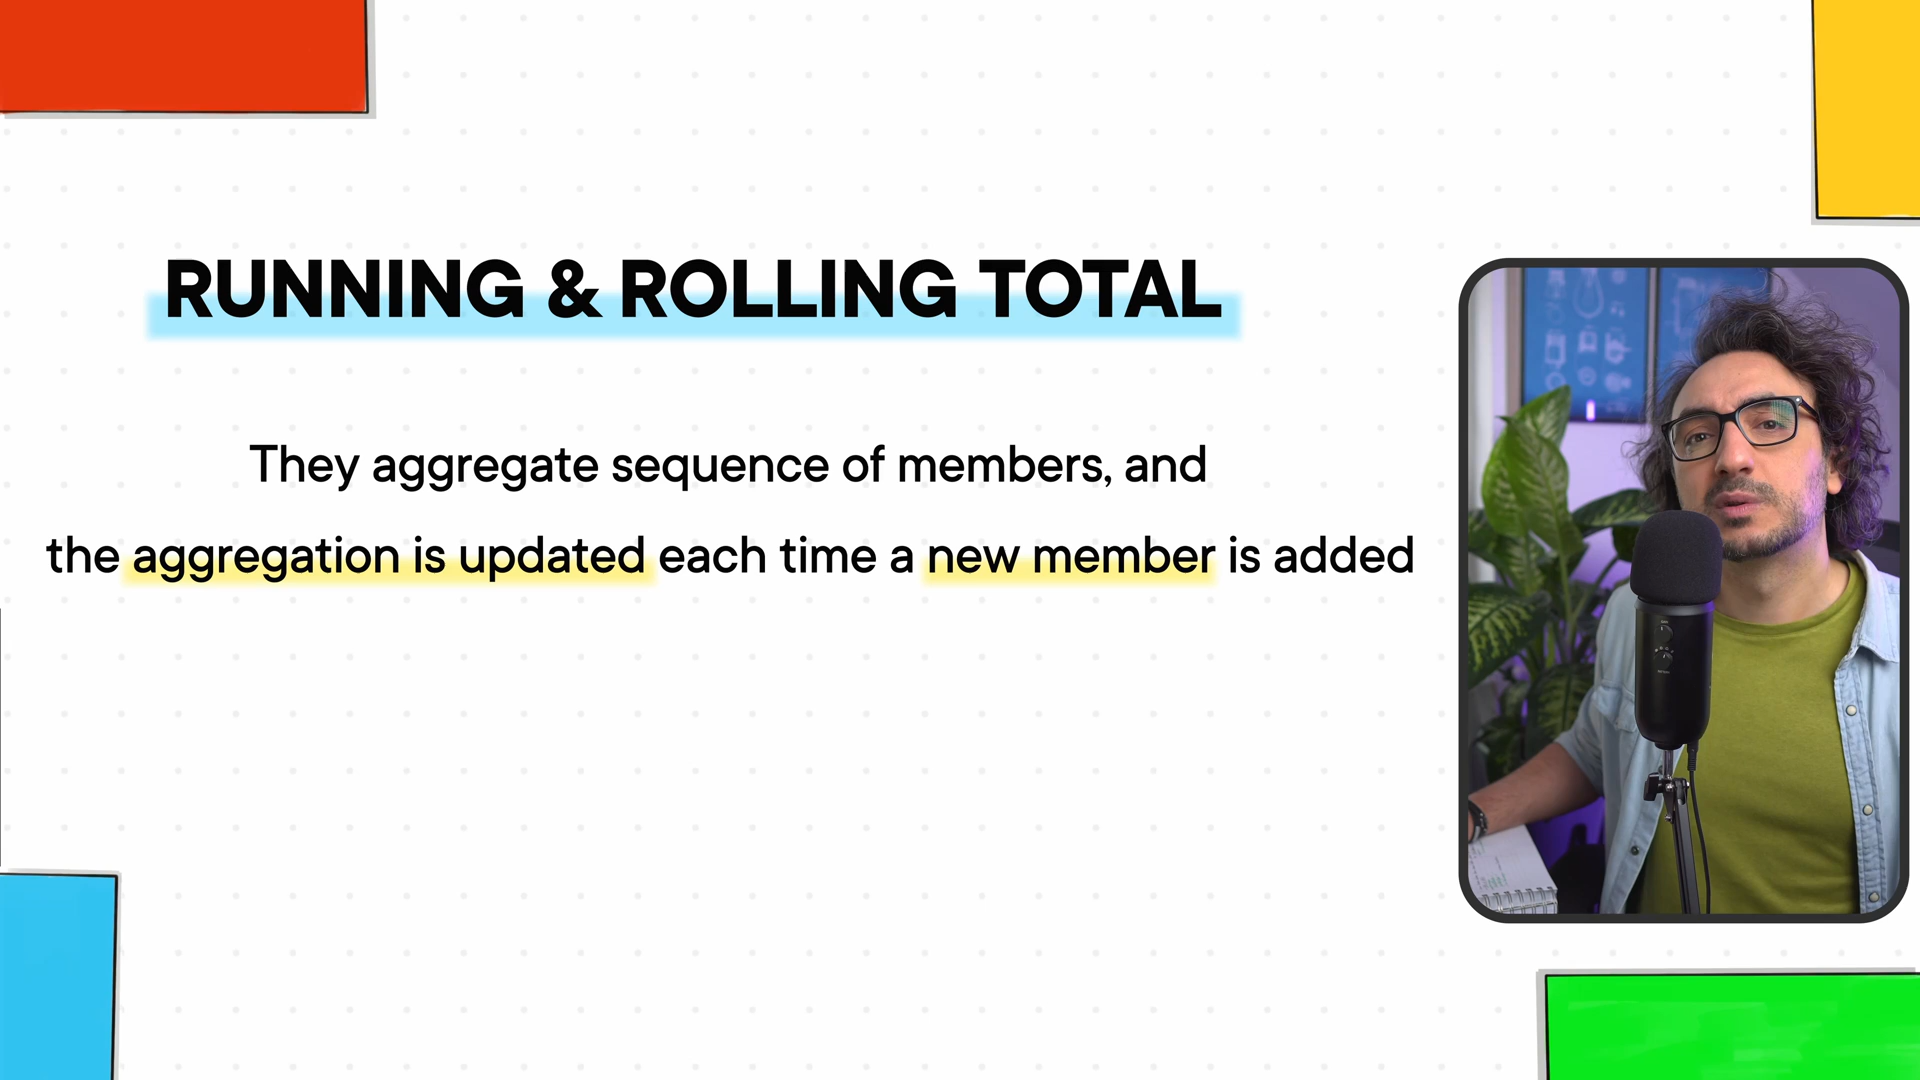 RUNNING & ROLLING TOTAL
They aggregate sequence of members, and
the aggregation is updated each time a new member is added